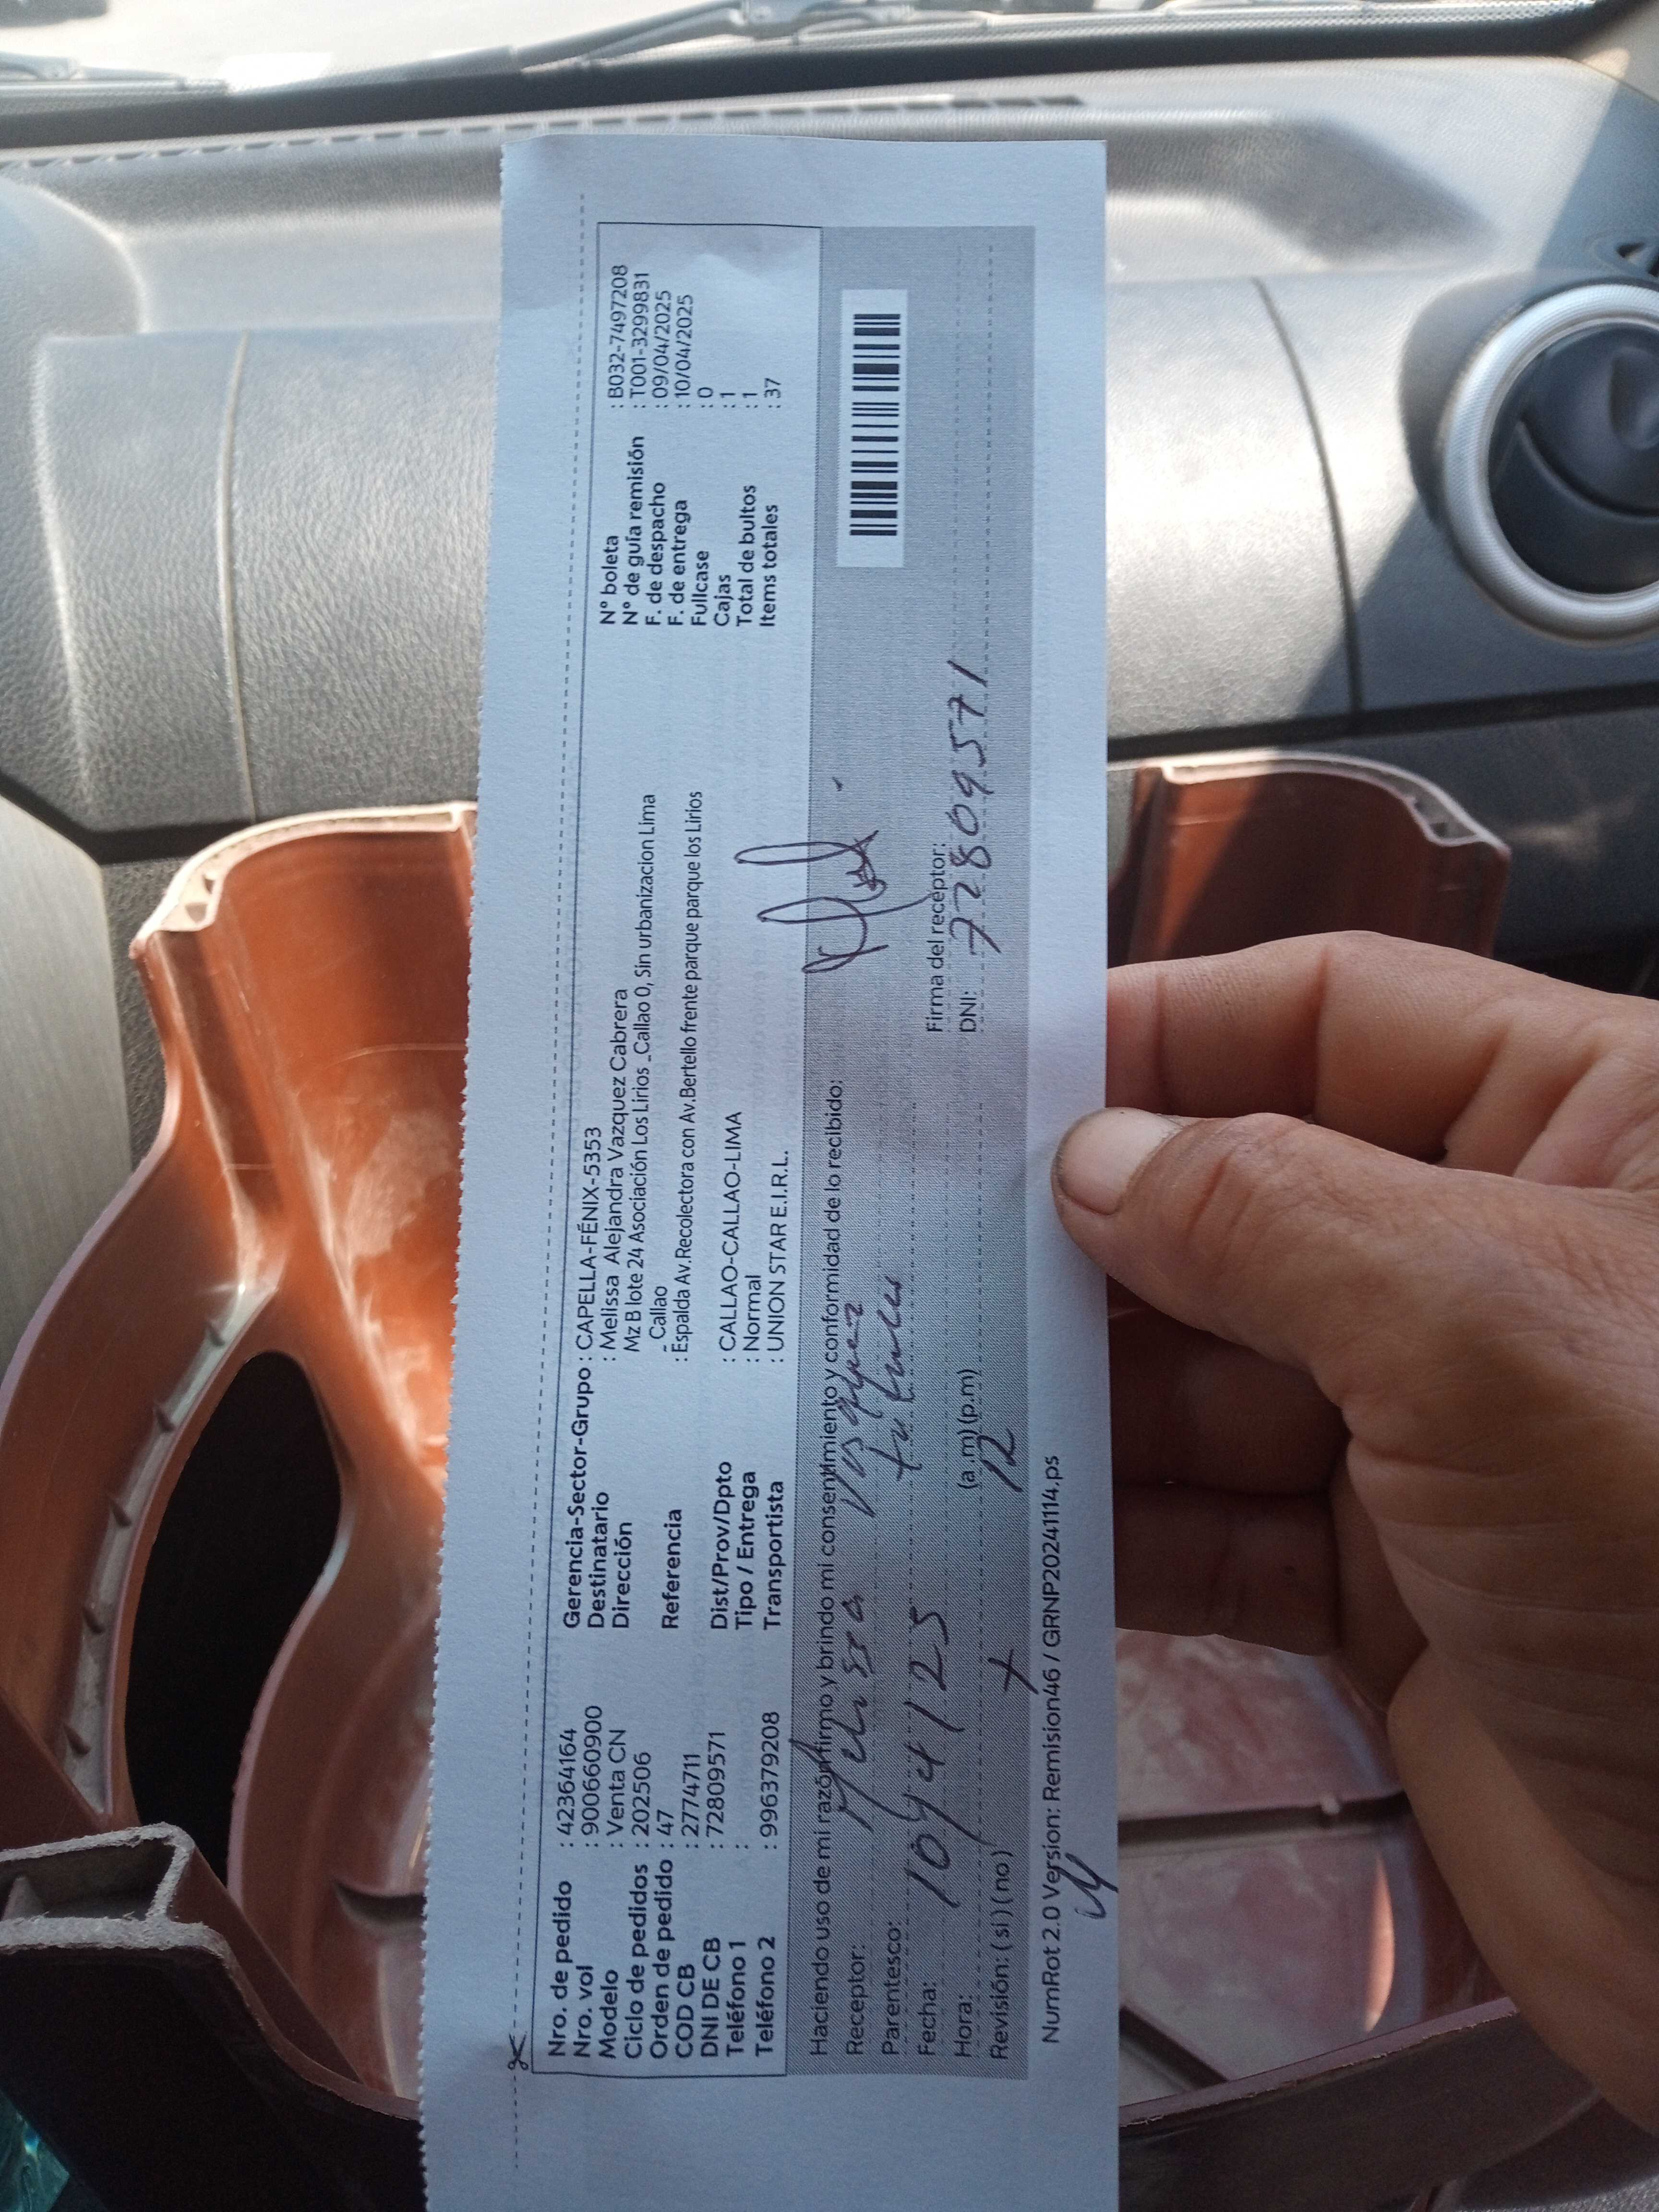 Nro. de pedido : 42364164
Nro. vol : 900660900
Modelo : Venta CN
Ciclo de pedidos : 202506
Orden de pedido : 47
COD CB : 2774711
DNI DE CB : 72809571
Teléfono 1 :
Teléfono 2 : 996379208
Gerencia-Sector-Grupo : CAPELLA-FÉNIX-5353
Destinatario : Melissa Alejandra Vazquez Cabrera
Dirección Mz B lote 24 Asociación Los Lirios _Callao 0, Sin urbanizacion Lima
_Callao
Referencia : Espalda Av.Recolectora con Av.Bertello frente parque parque los Lirios
Dist/Prov/Dpto : CALLAO-CALLAO-LIMA
Tipo / Entrega : Normal
Transportista : UNION STAR E.I.R.L.
N° boleta : B032-7497208
N° de guía remisión : T001-3299831
F. de despacho : 09/04/2025
F. de entrega : 10/04/2025
Fullcase : 0
Cajas : 1
Total de bultos : 1
Items totales : 37
Haciendo uso de mi razón firmo y brindo mi consentimiento y conformidad de lo recibido:
Receptor: Melissa Vasquez
Parentesco: titular
Fecha: 10/4/25
Hora: 12 (a .m) (p.m)
Revisión: ( si ) ( no )
Firma del receptor:
DNI: 72809571
NumRot 2.0 Version: Remision46 / GRNP20241114.ps